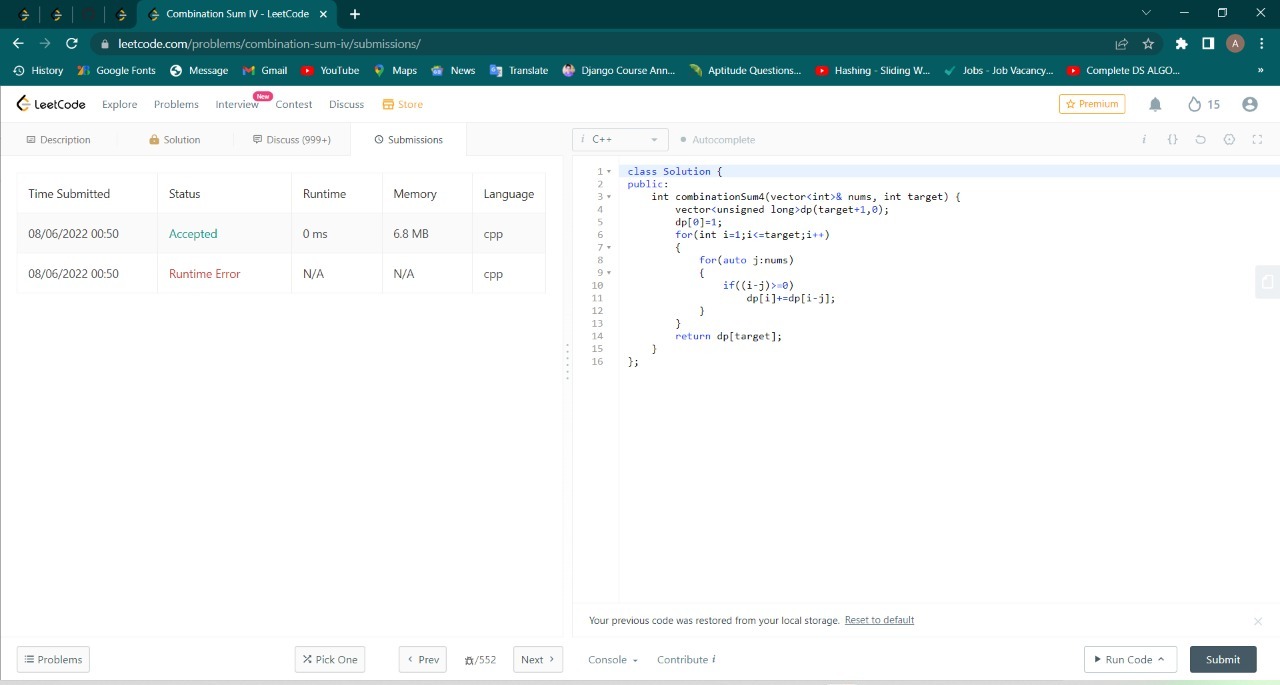 Combination Sum IV - LeetCode
leetcode.com/problems/combination-sum-iv/submissions/
A
History Google Fonts Message Gmail YouTube Maps News Translate Django Course Ann... Aptitude Questions... Hashing - Sliding W... Jobs - Job Vacancy... Complete DS ALGO... »
LeetCode Explore Problems Interview New Contest Discuss Store Premium 15
Description Solution Discuss (999+) Submissions
i C++ Autocomplete i {}
Time Submitted Status Runtime Memory Language
08/06/2022 00:50 Accepted 0 ms 6.8 MB cpp
08/06/2022 00:50 Runtime Error N/A N/A cpp
1 class Solution {
2 public:
3 int combinationSum4(vector<int>& nums, int target) {
4 vector<unsigned long>dp(target+1,0);
5 dp[0]=1;
6 for(int i=1;i<=target;i++)
7 {
8 for(auto j:nums)
9 {
10 if((i-j)>=0)
11 dp[i]+=dp[i-j];
12 }
13 }
14 return dp[target];
15 }
16 };
Your previous code was restored from your local storage. Reset to default
Problems Pick One < Prev /552 Next > Console Contribute i Run Code Submit